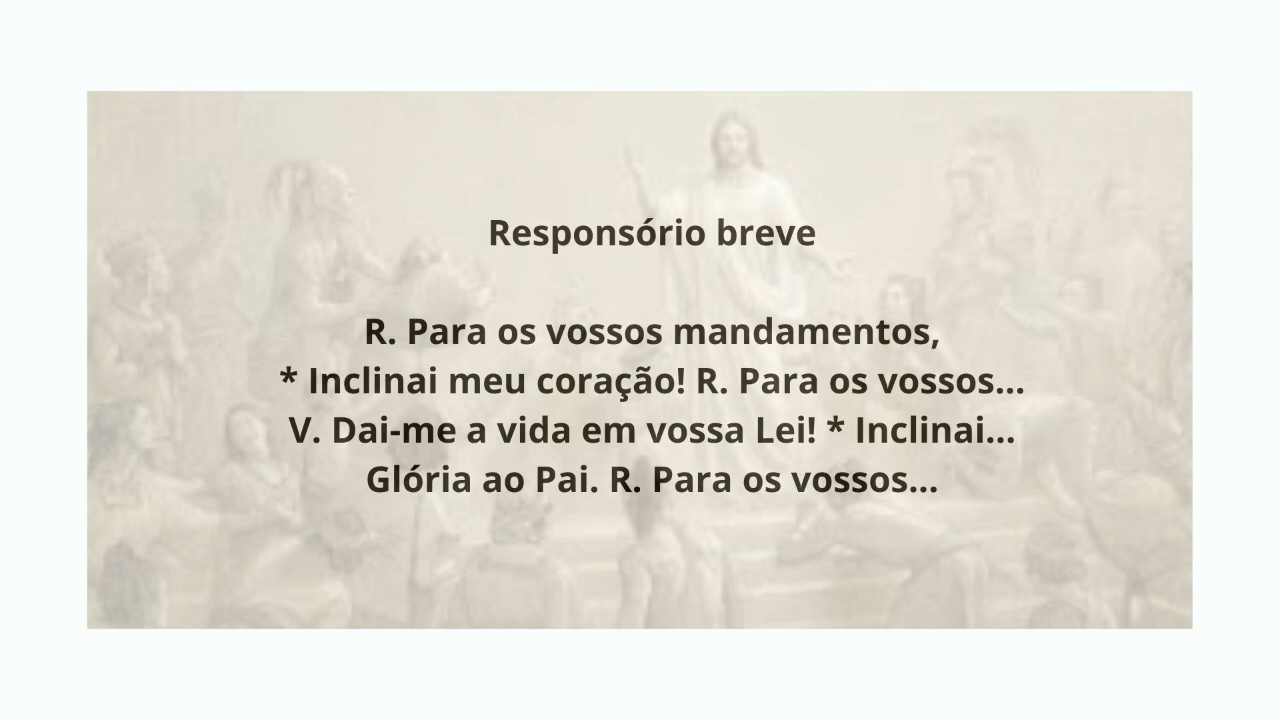 Responsório breve
R. Para os vossos mandamentos,
* Inclinai meu coração! R. Para os vossos...
V. Dai-me a vida em vossa Lei! * Inclinai...
Glória ao Pai. R. Para os vossos...